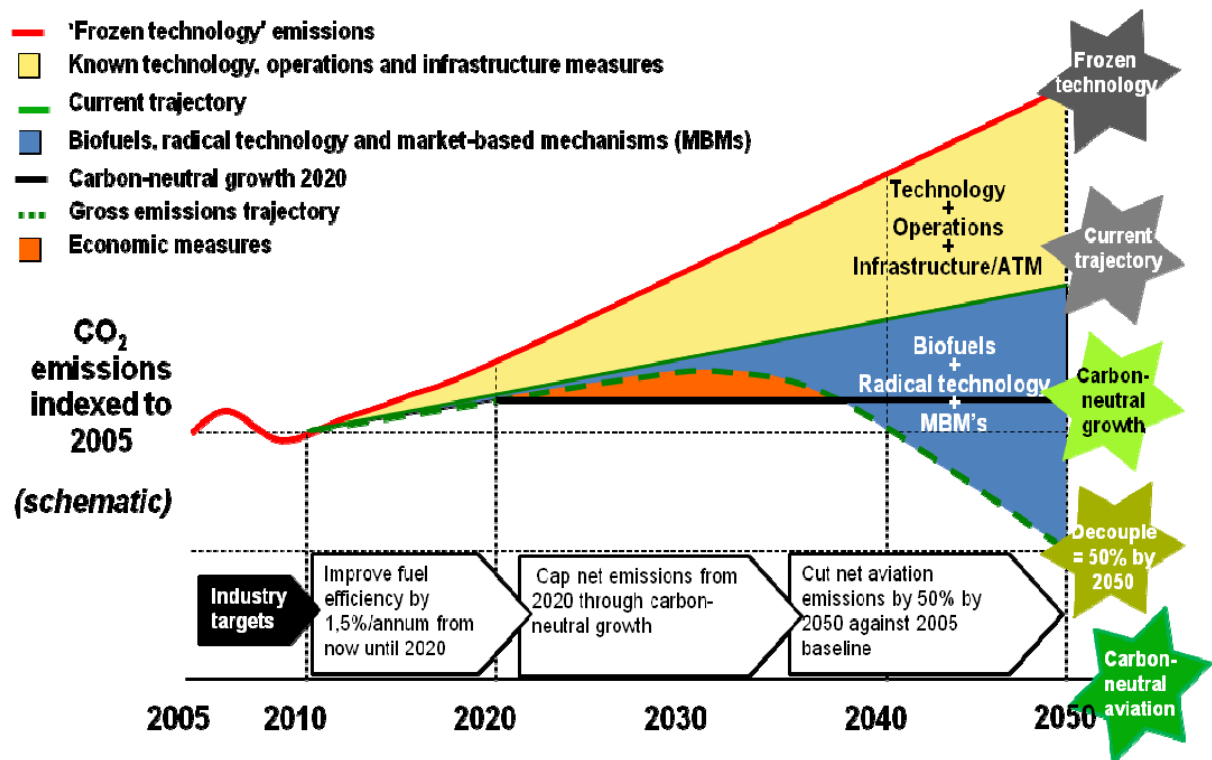 'Frozen technology' emissions
Known technology, operations and infrastructure measures
Current trajectory
Biofuels, radical technology and market-based mechanisms (MBMs)
Carbon-neutral growth 2020
Gross emissions trajectory
Economic measures
CO₂
emissions
indexed to
2005
(schematic)
Technology
+
Operations
+
Infrastructure/ATM
Biofuels
+
Radical technology
+
MBM's
Frozen
technology
Current
trajectory
Carbon-
neutral
growth
Decouple
= 50% by
2050
Carbon-
neutral
aviation
Industry
targets
Improve fuel
efficiency by
1,5%/annum from
now until 2020
Cap net emissions from
2020 through carbon-
neutral growth
Cut net aviation
emissions by 50% by
2050 against 2005
baseline
2005
2010
2020
2030
2040
2050